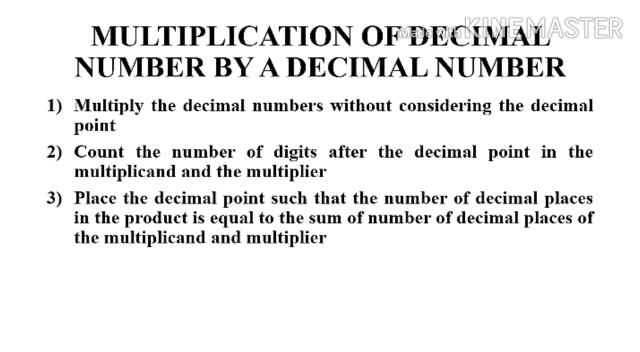 MULTIPLICATION OF DECIMAL
Made with KINEMASTER
NUMBER BY A DECIMAL NUMBER
1) Multiply the decimal numbers without considering the decimal
point
2) Count the number of digits after the decimal point in the
multiplicand and the multiplier
3) Place the decimal point such that the number of decimal places
in the product is equal to the sum of number of decimal places of
the multiplicand and multiplier